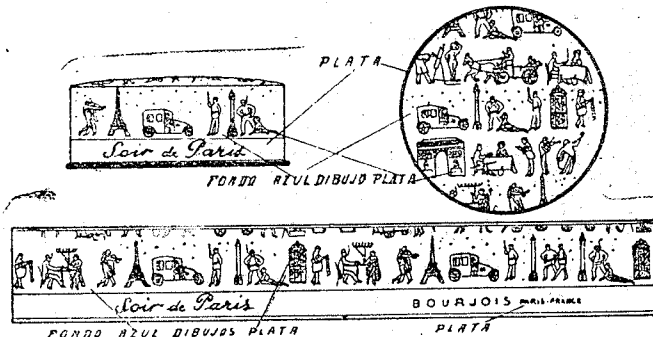 PLATA
Soir de Paris
FONDO AZUL DIBUJO PLATA
Soir de Paris
BOURJOIS PARIS-FRANCE
FONDO AZUL DIBUJOS PLATA
PLATA